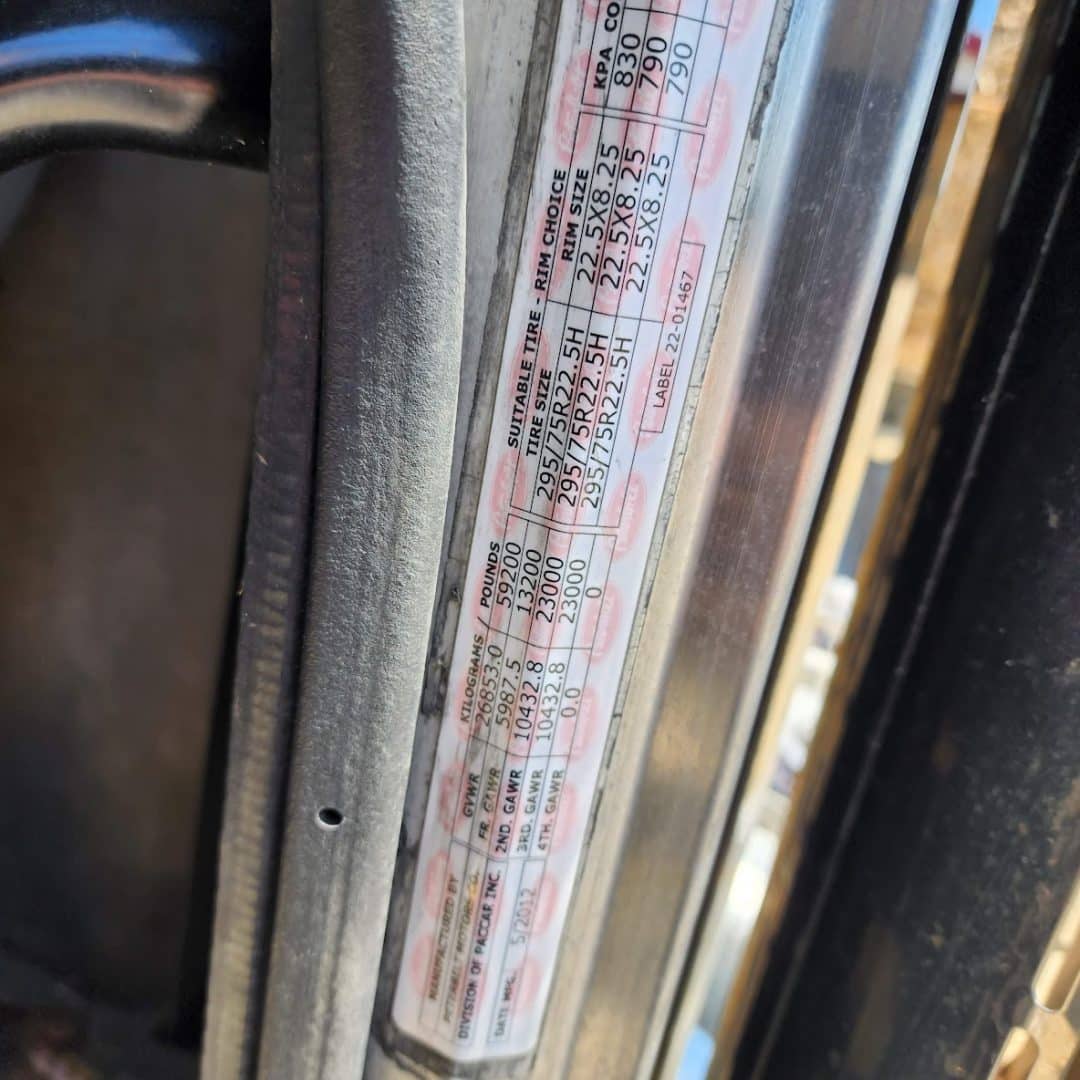 MANUFACTURED BY
PETERBILT MOTORS CO.
DIVISION OF PACCAR INC.
DATE MFG. 5/2012
KILOGRAMS / POUNDS
GVWR 26853.0 59200
FR. GAWR 5987.5 13200
2ND. GAWR 10432.8 23000
3RD. GAWR 10432.8 23000
4TH. GAWR 0.0 0
SUITABLE TIRE - RIM CHOICE
TIRE SIZE RIM SIZE KPA CO
295/75R22.5H 22.5X8.25 830
295/75R22.5H 22.5X8.25 790
295/75R22.5H 22.5X8.25 790
LABEL 22-01467